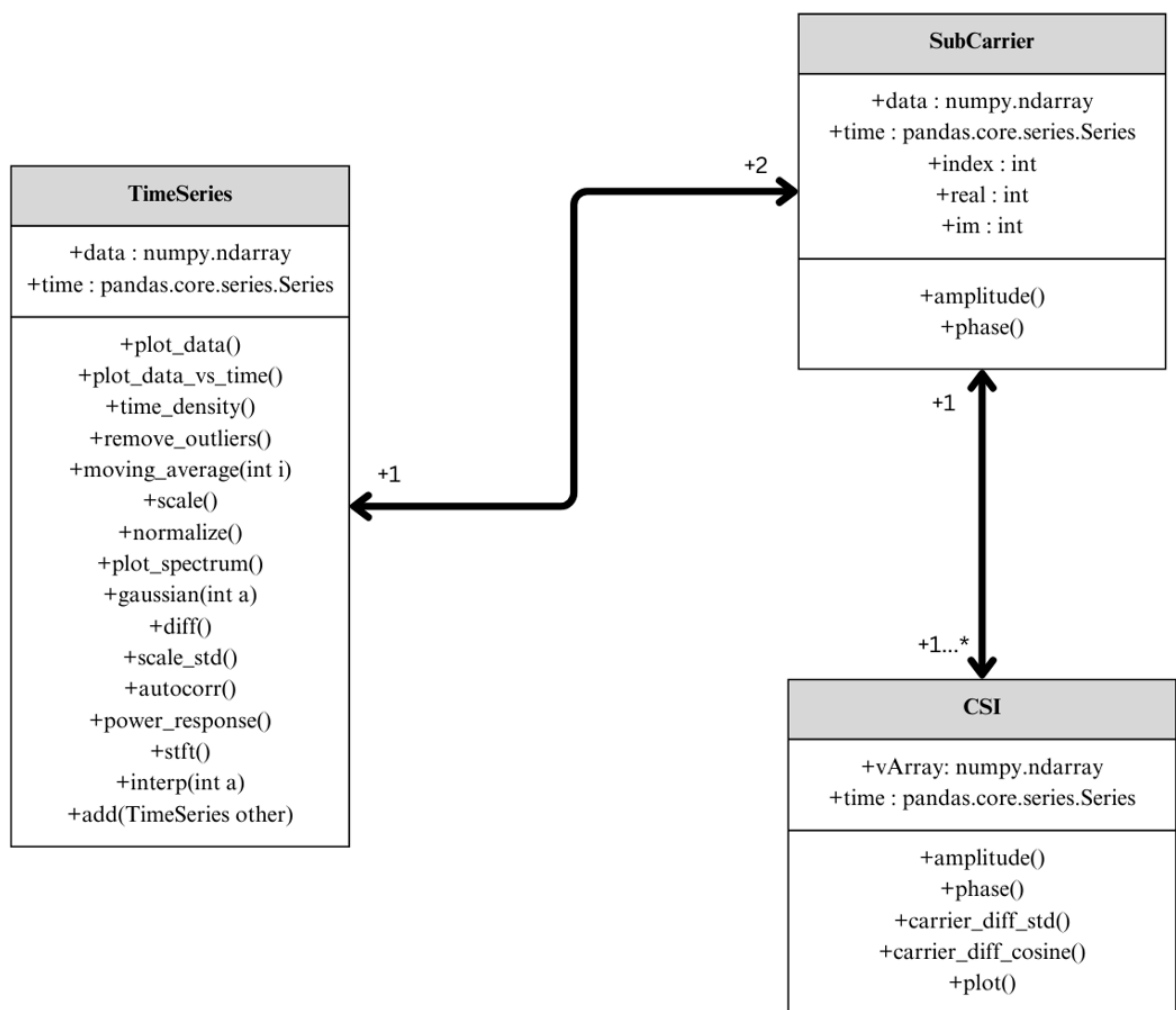 SubCarrier
+data : numpy.ndarray
+time : pandas.core.series.Series
+index : int
+real : int
+im : int
+amplitude()
+phase()
+2
TimeSeries
+data : numpy.ndarray
+time : pandas.core.series.Series
+plot_data()
+plot_data_vs_time()
+time_density()
+remove_outliers()
+moving_average(int i)
+scale()
+normalize()
+plot_spectrum()
+gaussian(int a)
+diff()
+scale_std()
+autocorr()
+power_response()
+stft()
+interp(int a)
+add(TimeSeries other)
+1
+1
+1...*
CSI
+vArray: numpy.ndarray
+time : pandas.core.series.Series
+amplitude()
+phase()
+carrier_diff_std()
+carrier_diff_cosine()
+plot()